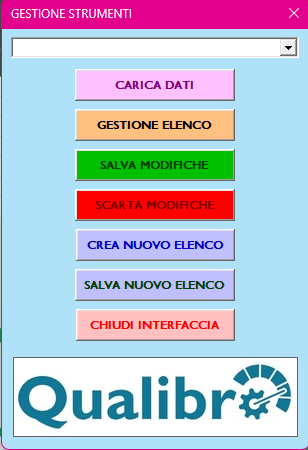 GESTIONE STRUMENTI
CARICA DATI
GESTIONE ELENCO
SALVA MODIFICHE
SCARTA MODIFICHE
CREA NUOVO ELENCO
SALVA NUOVO ELENCO
CHIUDI INTERFACCIA
Qualibro